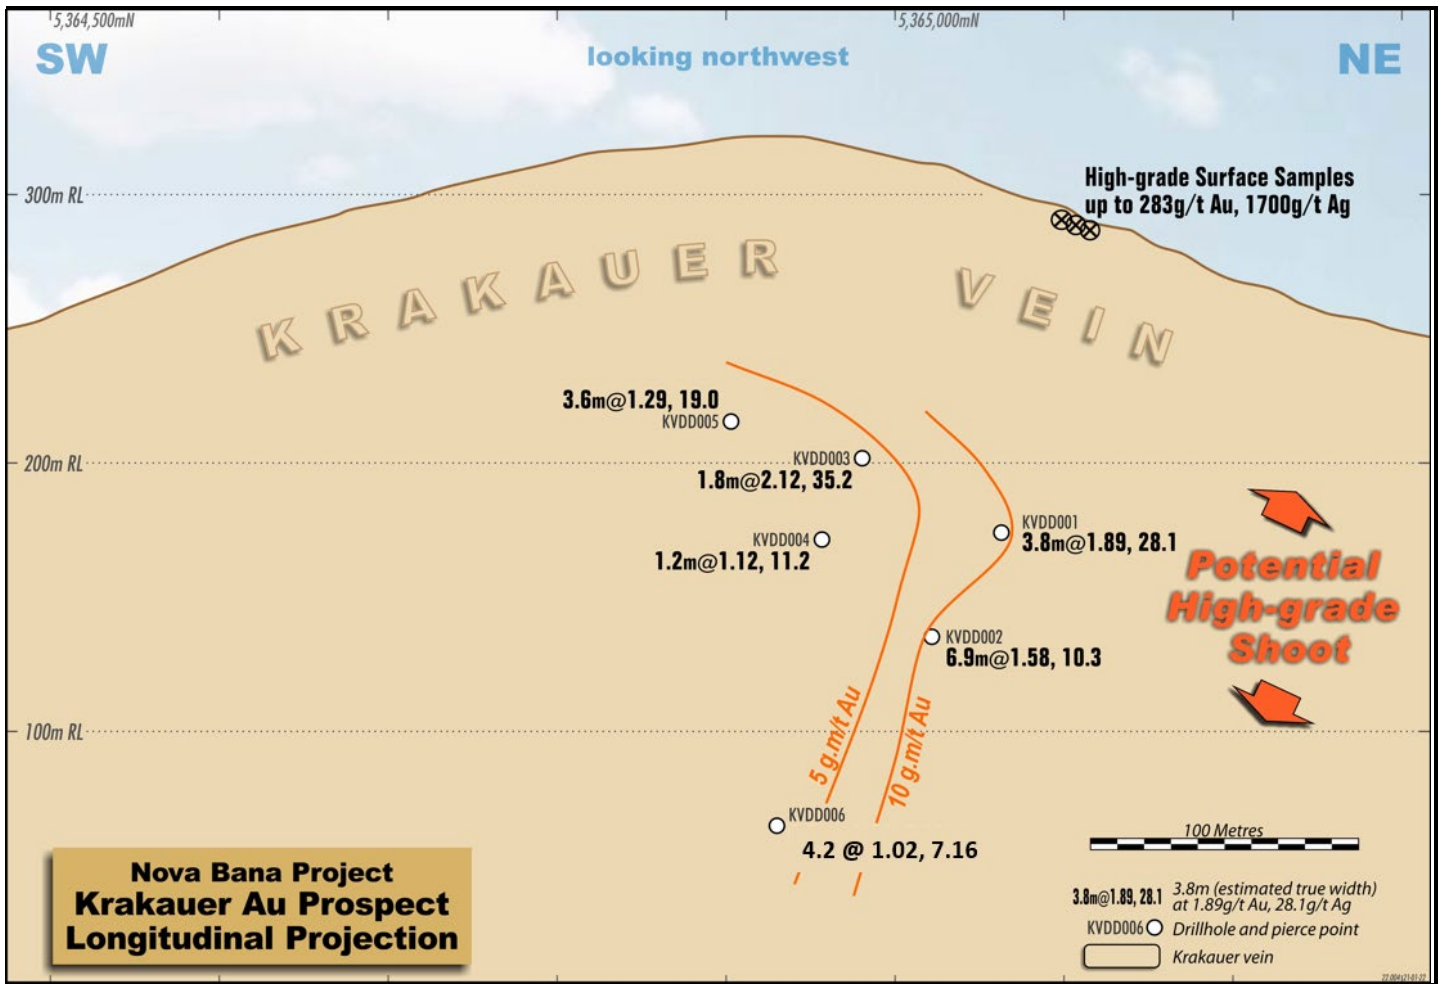 5,364,500mN
5,365,000mN
SW
looking northwest
NE
High-grade Surface Samples
up to 283g/t Au, 1700g/t Ag
300m RL
KRAKAUER VEIN
3.6m@1.29, 19.0
KVDD005
200m RL
KVDD003
1.8m@2.12, 35.2
KVDD001
3.8m@1.89, 28.1
KVDD004
1.2m@1.12, 11.2
Potential
High-grade
Shoot
KVDD002
6.9m@1.58, 10.3
100m RL
5 g.m/t Au
10 g.m/t Au
KVDD006
4.2 @ 1.02, 7.16
100 Metres
Nova Bana Project
Krakauer Au Prospect
Longitudinal Projection
3.8m@1.89, 28.1
3.8m (estimated true width)
at 1.89g/t Au, 28.1g/t Ag
KVDD006
Drillhole and pierce point
Krakauer vein